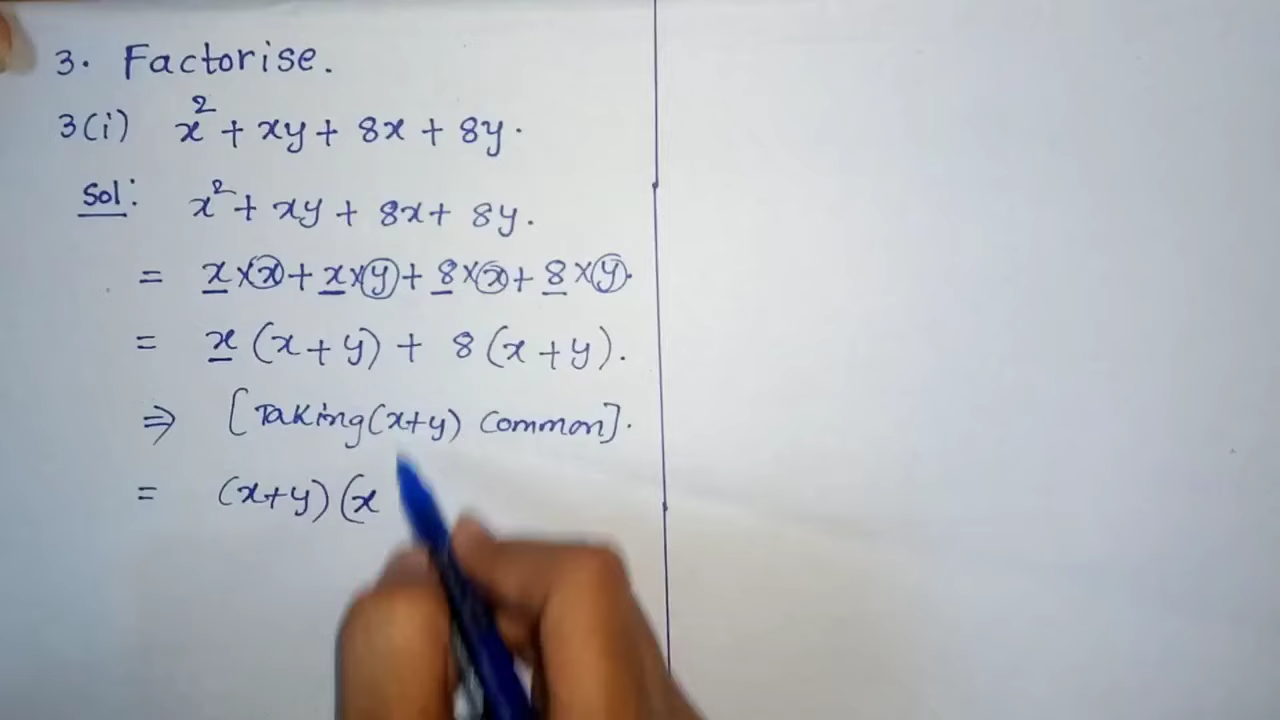 3. Factorise.
3(i) x² + xy + 8x + 8y.
Sol: x² + xy + 8x + 8y.
= x×x + x×y + 8×x + 8×y.
= x (x+y) + 8 (x+y).
⇒ [Taking (x+y) Common].
= (x+y) (x